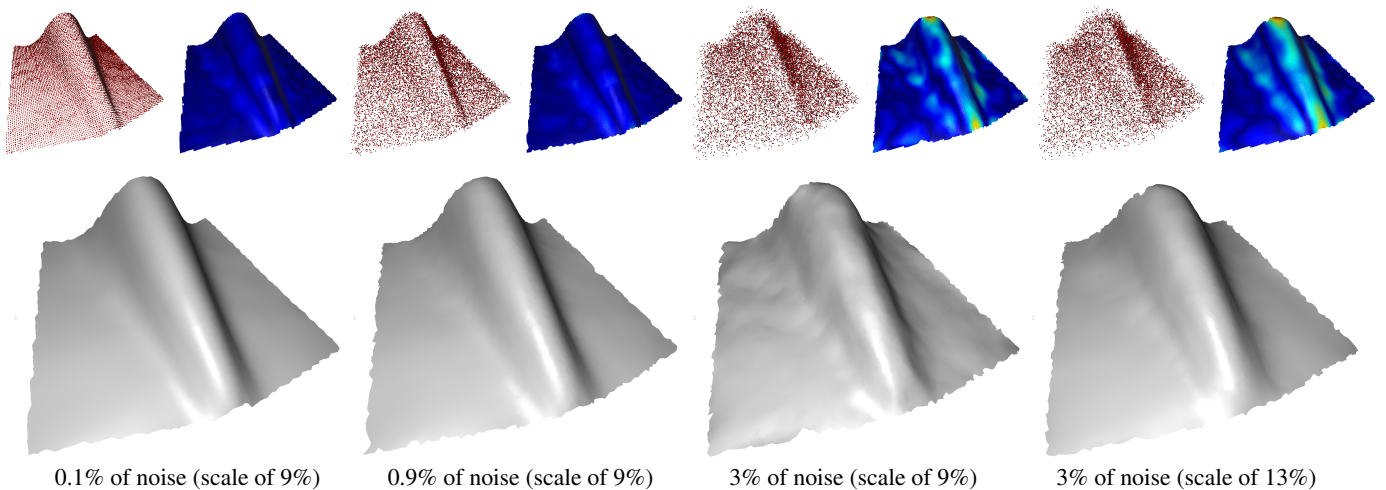 0.1% of noise (scale of 9%)
0.9% of noise (scale of 9%)
3% of noise (scale of 9%)
3% of noise (scale of 13%)